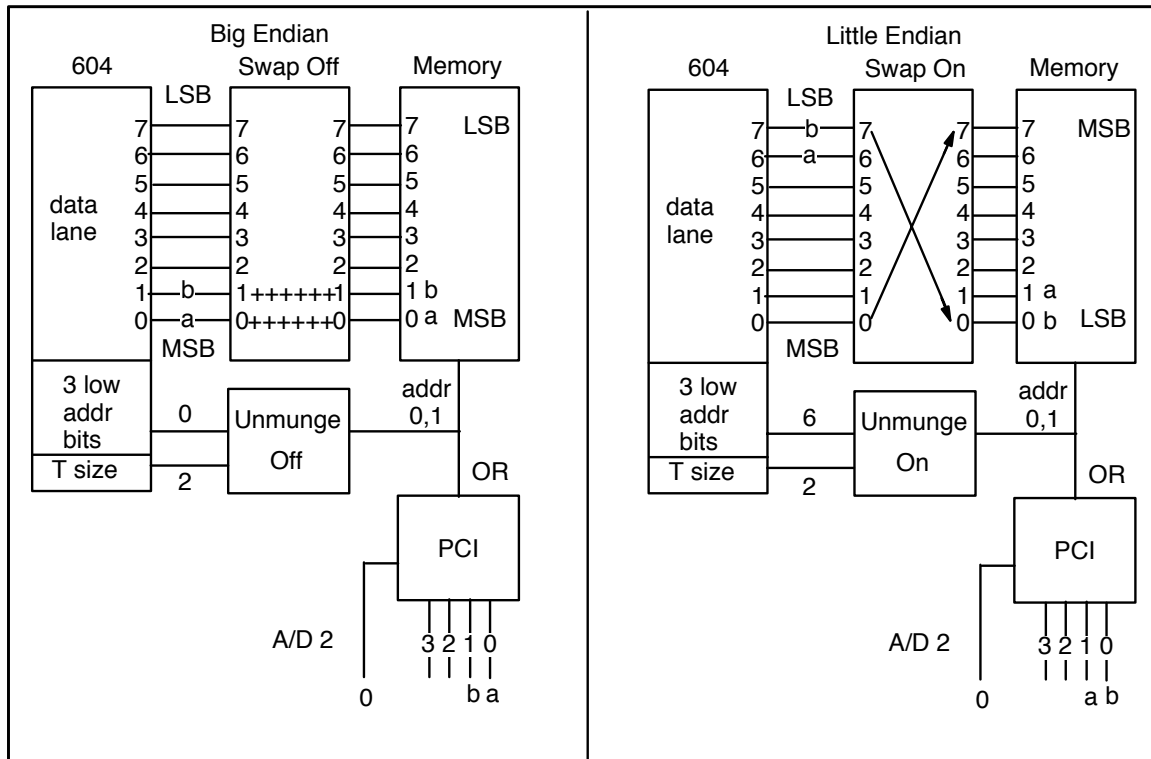 Big Endian
604 Swap Off Memory
LSB
7 7 7 7 LSB
6 6 6 6
5 5 5 5
data
lane
4 4 4 4
3 3 3 3
2 2 2 2
1 b 1++++++1 1 b
0 a 0++++++0 0 a MSB
MSB
3 low
addr
bits
0
Unmunge
Off
addr
0,1
T size
2
OR
PCI
A/D 2
3 2 1 0
0
b a
Little Endian
604 Swap On Memory
LSB
7 b 7 7 7 MSB
6 a 6 6 6
5 5 5 5
data
lane
4 4 4 4
3 3 3 3
2 2 2 2
1 1 1 1 a
0 0 0 0 b LSB
MSB
3 low
addr
bits
6
Unmunge
On
addr
0,1
T size
2
OR
PCI
A/D 2
3 2 1 0
0
a b